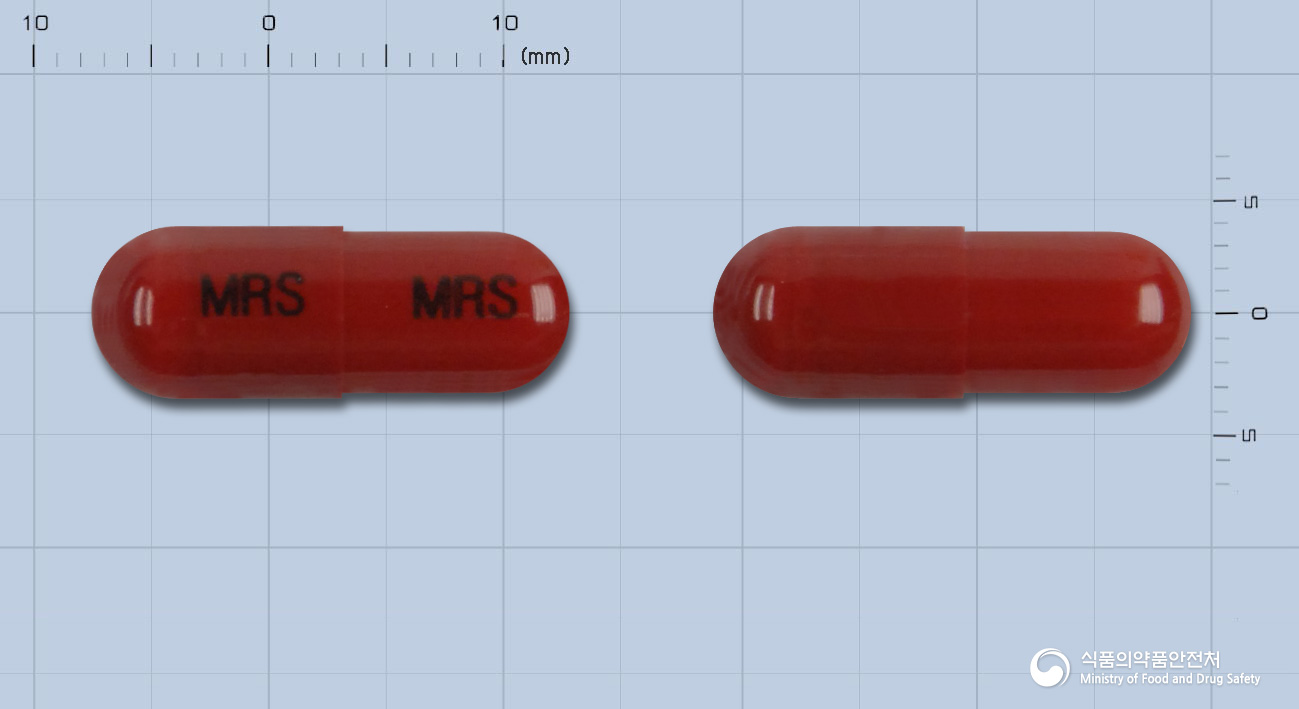 10 0 10
(mm)
MRS MRS
5
0
5
식품의약품안전처
Ministry of Food and Drug Safety